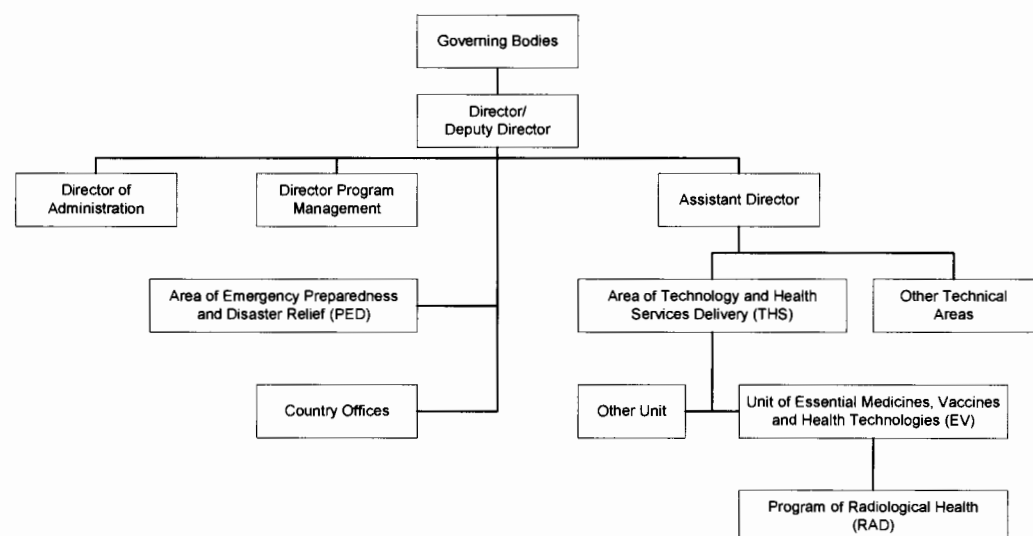 Governing Bodies
Director/
Deputy Director
Director of
Administration
Director Program
Management
Assistant Director
Area of Emergency Preparedness
and Disaster Relief (PED)
Area of Technology and Health
Services Delivery (THS)
Other Technical
Areas
Country Offices
Other Unit
Unit of Essential Medicines, Vaccines
and Health Technologies (EV)
Program of Radiological Health
(RAD)